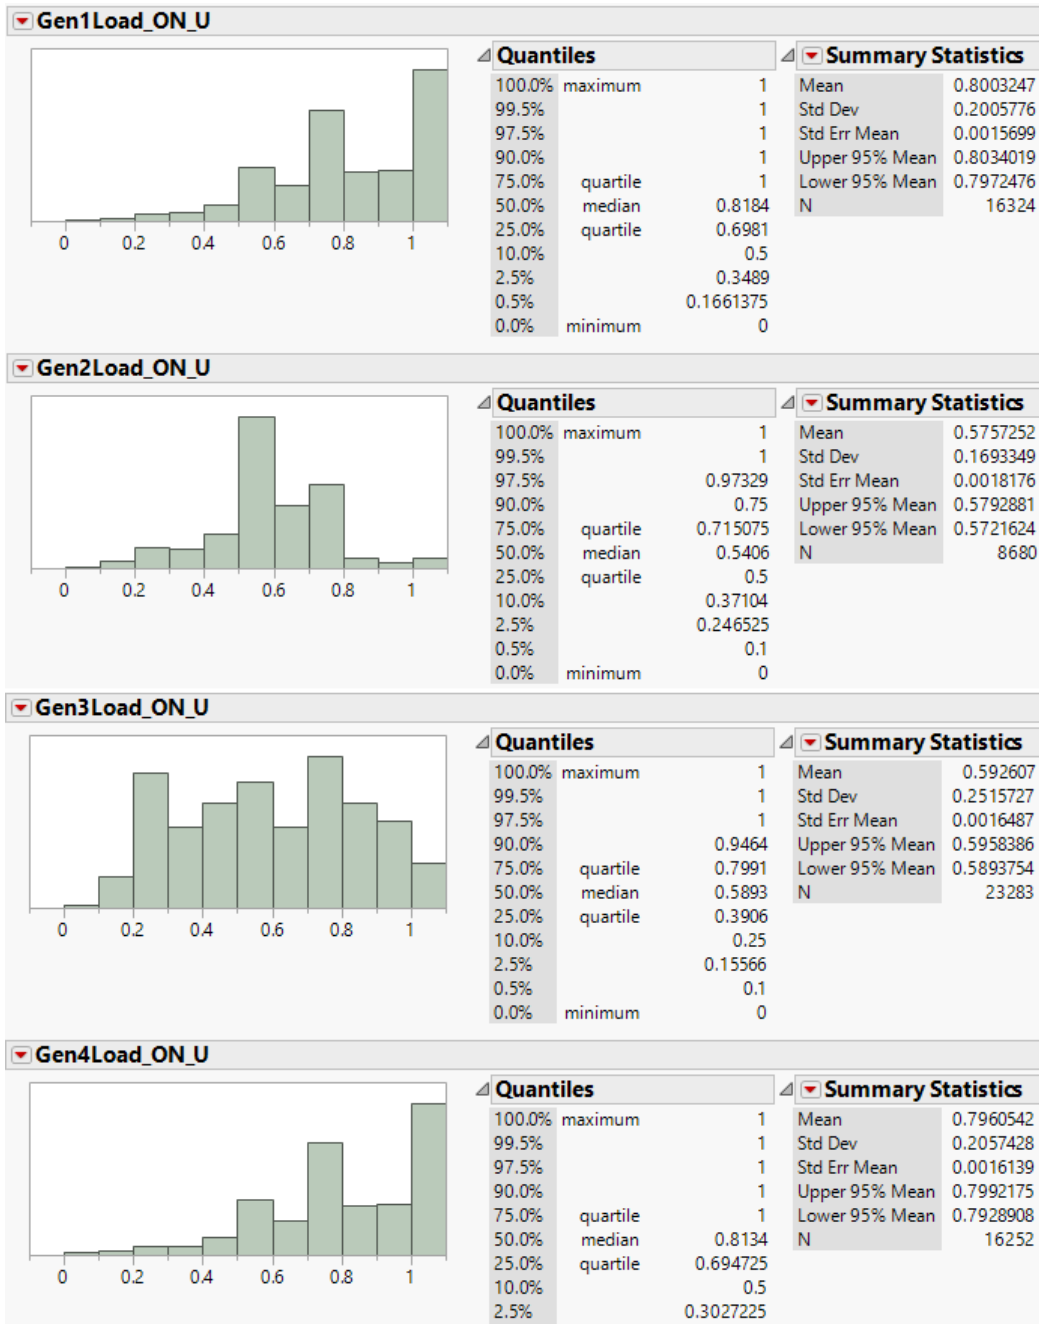 Gen1Load_ON_U
Quantiles
Summary Statistics
100.0% maximum 1
99.5% 1
97.5% 1
90.0% 1
75.0% quartile 1
50.0% median 0.8184
25.0% quartile 0.6981
10.0% 0.5
2.5% 0.3489
0.5% 0.1661375
0.0% minimum 0
Mean 0.8003247
Std Dev 0.2005776
Std Err Mean 0.0015699
Upper 95% Mean 0.8034019
Lower 95% Mean 0.7972476
N 16324
0 0.2 0.4 0.6 0.8 1
Gen2Load_ON_U
Quantiles
Summary Statistics
100.0% maximum 1
99.5% 1
97.5% 0.97329
90.0% 0.75
75.0% quartile 0.715075
50.0% median 0.5406
25.0% quartile 0.5
10.0% 0.37104
2.5% 0.246525
0.5% 0.1
0.0% minimum 0
Mean 0.5757252
Std Dev 0.1693349
Std Err Mean 0.0018176
Upper 95% Mean 0.5792881
Lower 95% Mean 0.5721624
N 8680
0 0.2 0.4 0.6 0.8 1
Gen3Load_ON_U
Quantiles
Summary Statistics
100.0% maximum 1
99.5% 1
97.5% 1
90.0% 0.9464
75.0% quartile 0.7991
50.0% median 0.5893
25.0% quartile 0.3906
10.0% 0.25
2.5% 0.15566
0.5% 0.1
0.0% minimum 0
Mean 0.592607
Std Dev 0.2515727
Std Err Mean 0.0016487
Upper 95% Mean 0.5958386
Lower 95% Mean 0.5893754
N 23283
0 0.2 0.4 0.6 0.8 1
Gen4Load_ON_U
Quantiles
Summary Statistics
100.0% maximum 1
99.5% 1
97.5% 1
90.0% 1
75.0% quartile 1
50.0% median 0.8134
25.0% quartile 0.694725
10.0% 0.5
2.5% 0.3027225
Mean 0.7960542
Std Dev 0.2057428
Std Err Mean 0.0016139
Upper 95% Mean 0.7992175
Lower 95% Mean 0.7928908
N 16252
0 0.2 0.4 0.6 0.8 1